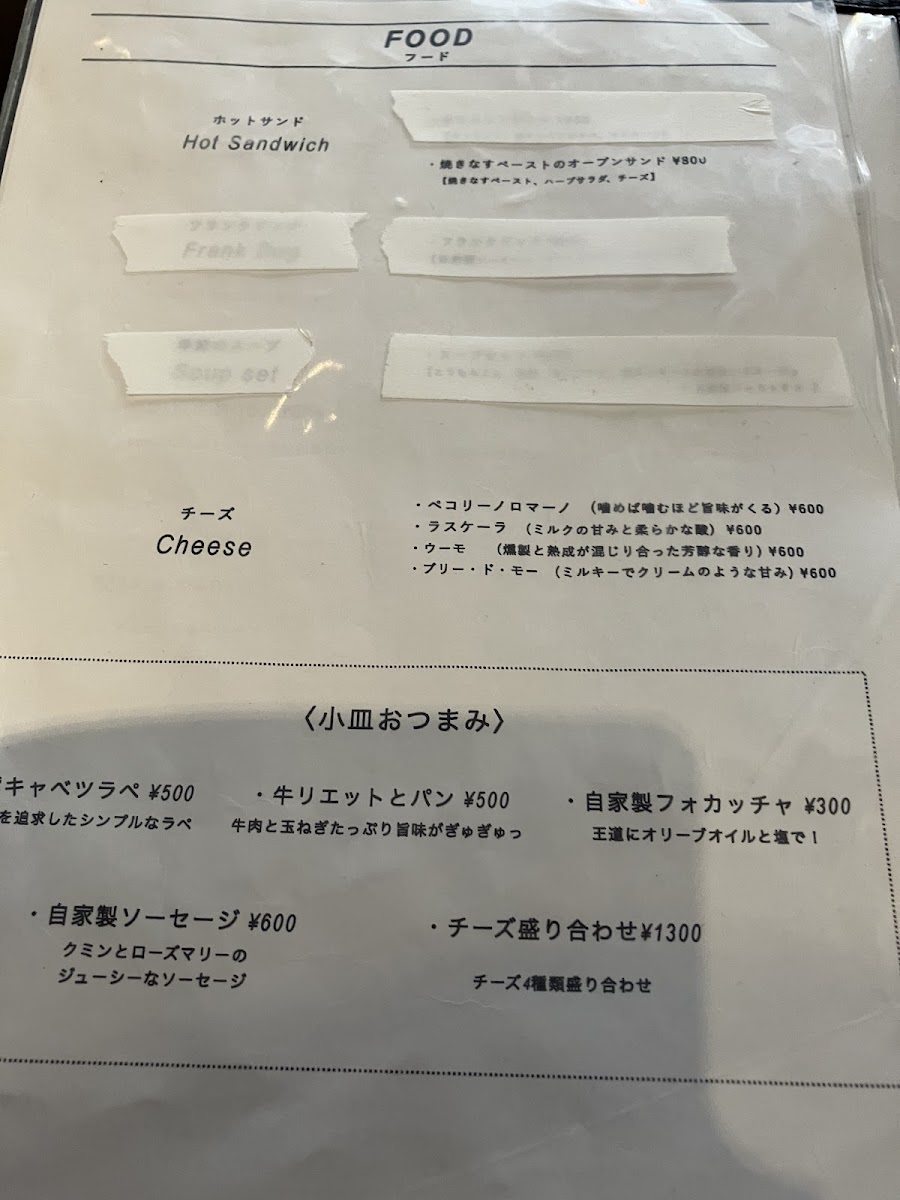 FOOD
フード
ホットサンド
Hot Sandwich
・焼きなすペーストのオープンサンド ¥800
【焼きなすペースト、ハーブサラダ、チーズ】
Frank Dog
Soup set
チーズ
Cheese
・ペコリーノロマーノ （噛めば噛むほど旨味がくる）¥600
・ラスケーラ （ミルクの甘みと柔らかな酸）¥600
・ウーモ （燻製と熟成が混じり合った芳醇な香り）¥600
・ブリー・ド・モー （ミルキーでクリームのような甘み）¥600
〈小皿おつまみ〉
キャベツラペ ¥500
を追求したシンプルなラペ
・牛リエットとパン ¥500
牛肉と玉ねぎたっぷり旨味がぎゅぎゅっ
・自家製フォカッチャ ¥300
王道にオリーブオイルと塩で！
・自家製ソーセージ ¥600
クミンとローズマリーの
ジューシーなソーセージ
・チーズ盛り合わせ¥1300
チーズ4種類盛り合わせ